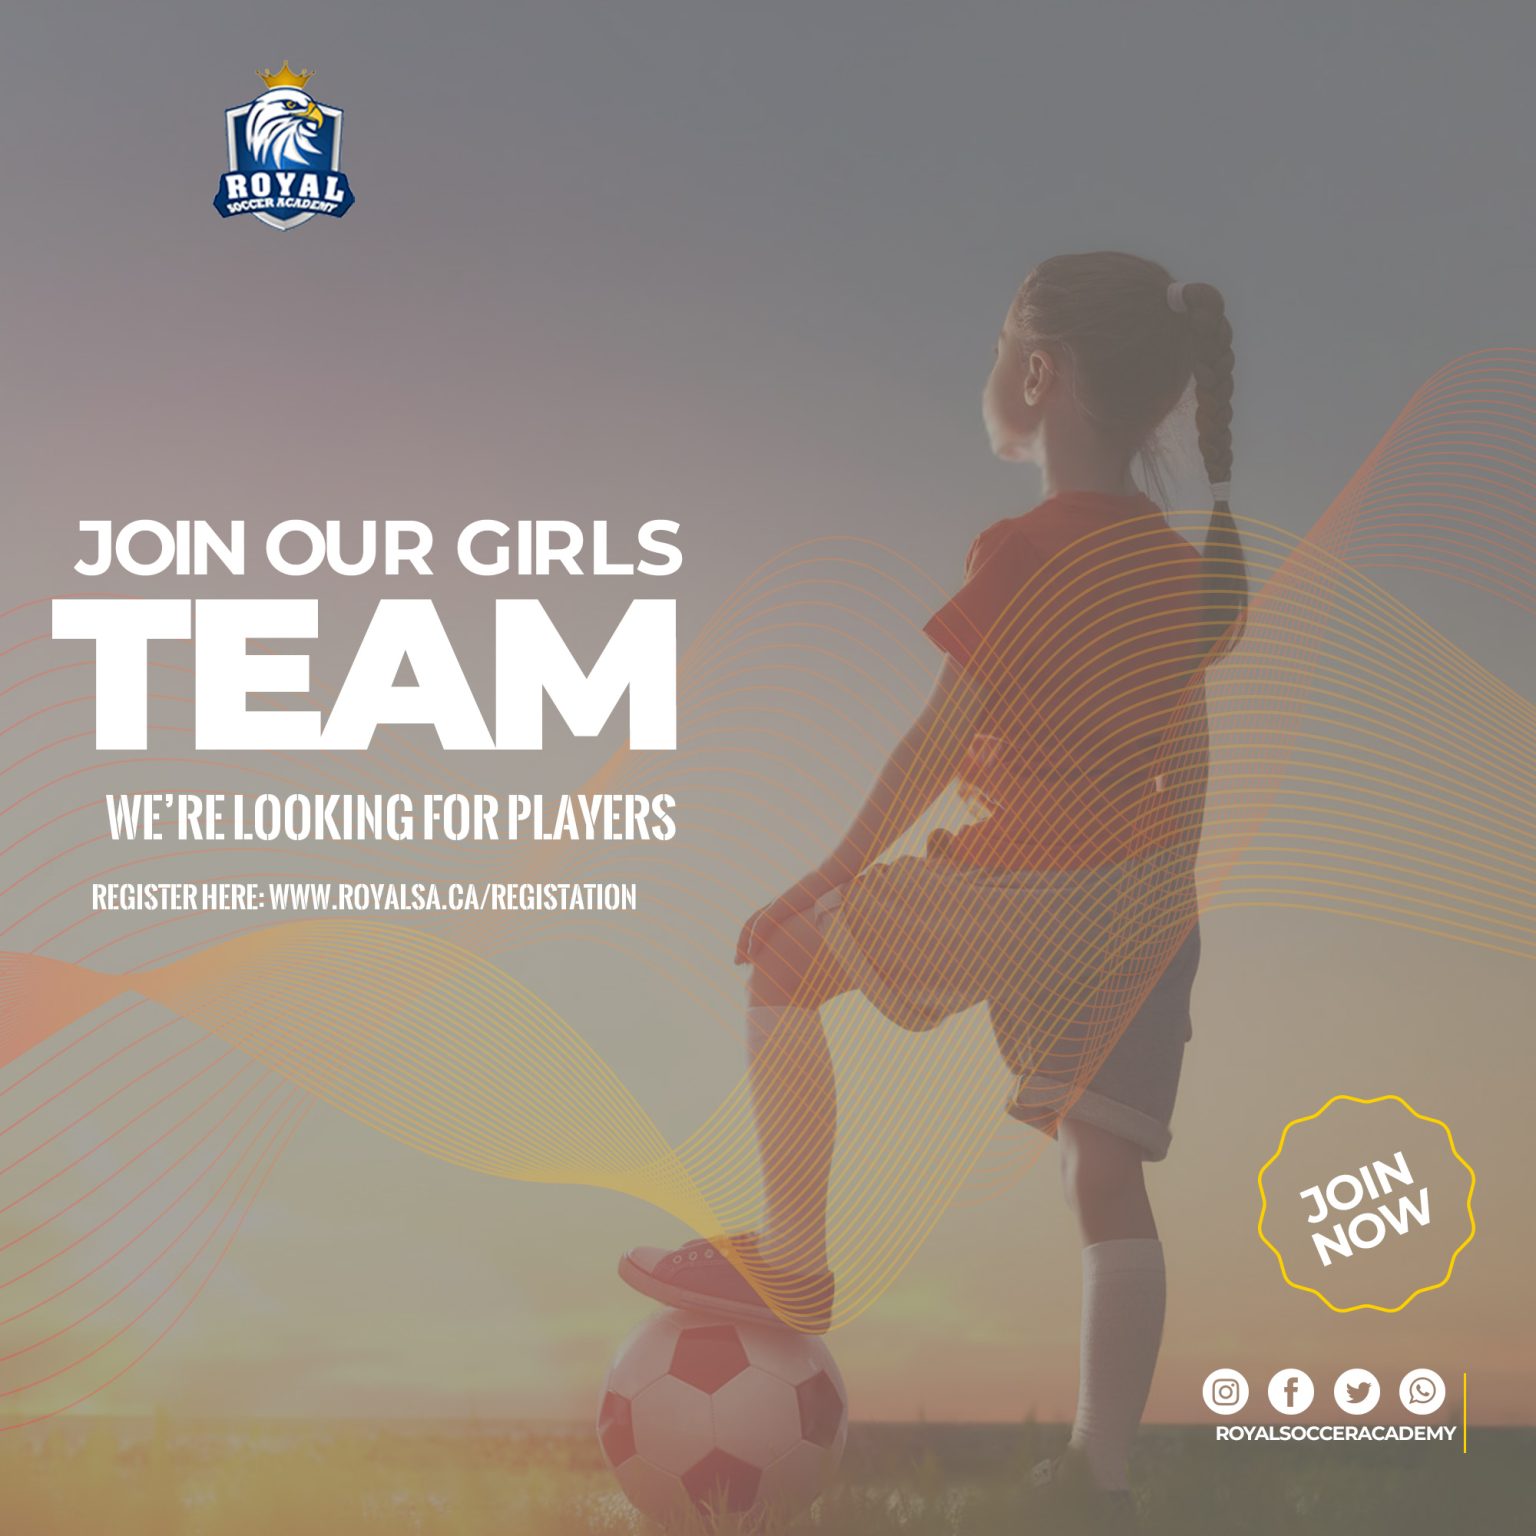 ROYAL
SOCCER ACADEMY
JOIN OUR GIRLS
TEAM
WE'RE LOOKING FOR PLAYERS
REGISTER HERE: WWW.ROYALSA.CA/REGISTATION
JOIN
NOW
ROYALSOCCERACADEMY